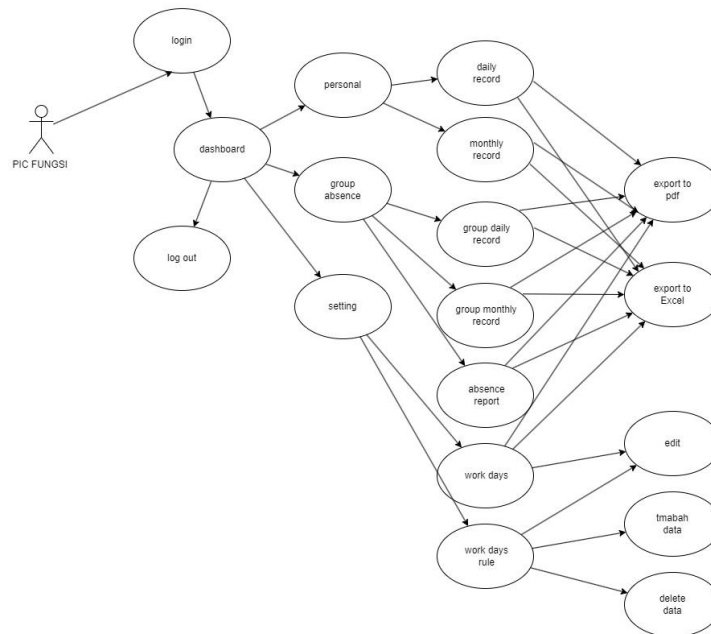 login
PIC FUNGSI
dashboard
log out
personal
group
absence
setting
daily
record
monthly
record
group daily
record
group monthly
record
absence
report
work days
work days
rule
export to
pdf
export to
Excel
edit
tmabah
data
delete
data